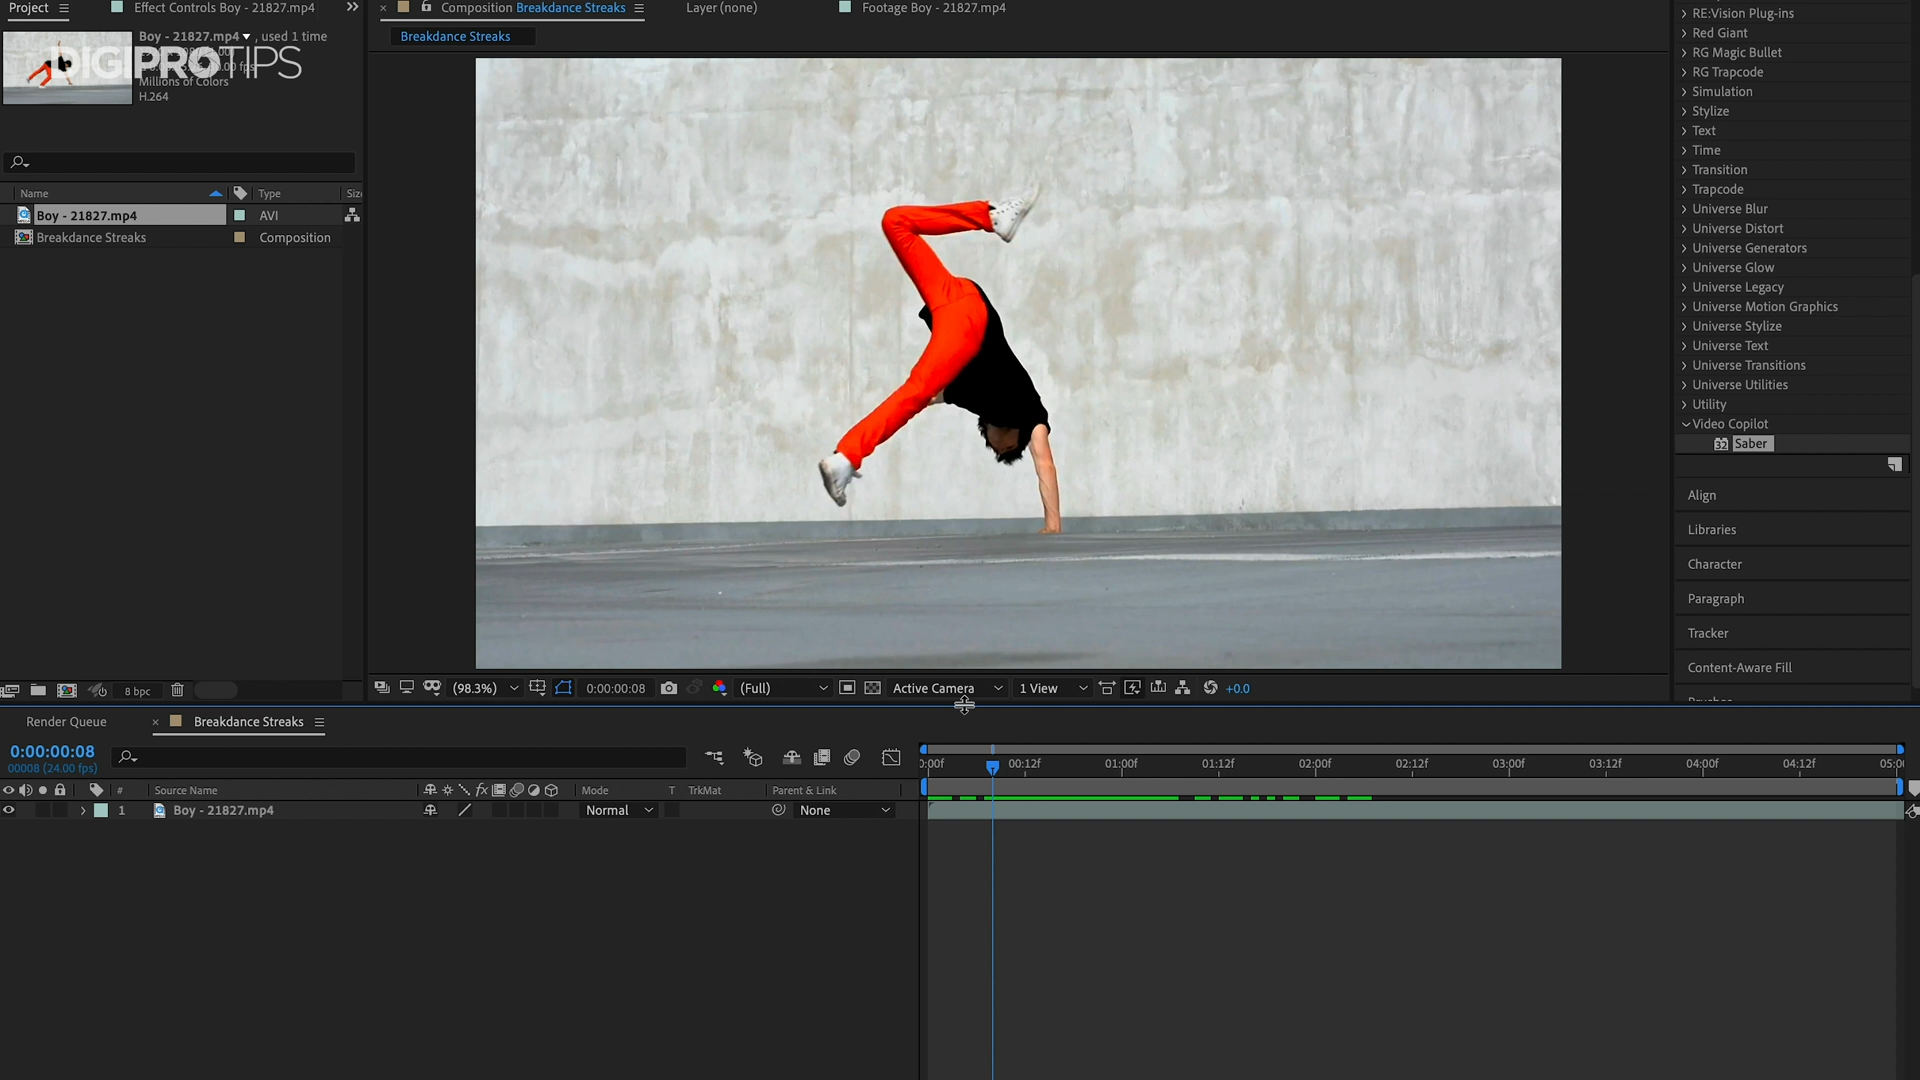 Project
Effect Controls Boy - 21827.mp4
Composition Breakdance Streaks
Layer (none)
Footage Boy - 21827.mp4
Breakdance Streaks
Boy - 21827.mp4 , used 1 time
DIGIPROTIPS
Millions of Colors
H.264
Name
Type
Boy - 21827.mp4
AVI
Breakdance Streaks
Composition
8 bpc
RE:Vision Plug-ins
Red Giant
RG Magic Bullet
RG Trapcode
Simulation
Stylize
Text
Time
Transition
Trapcode
Universe Blur
Universe Distort
Universe Generators
Universe Glow
Universe Legacy
Universe Motion Graphics
Universe Stylize
Universe Text
Universe Transitions
Universe Utilities
Utility
Video Copilot
32 Saber
Align
Libraries
Character
Paragraph
Tracker
Content-Aware Fill
(98.3%)
0:00:00:08
(Full)
Active Camera
1 View
+0.0
Render Queue
Breakdance Streaks
0:00:00:08
00008 (24.00 fps)
# Source Name
fx
Mode
T TrkMat
Parent & Link
1 Boy - 21827.mp4
Normal
None
0:00f 00:12f 01:00f 01:12f 02:00f 02:12f 03:00f 03:12f 04:00f 04:12f 05:00